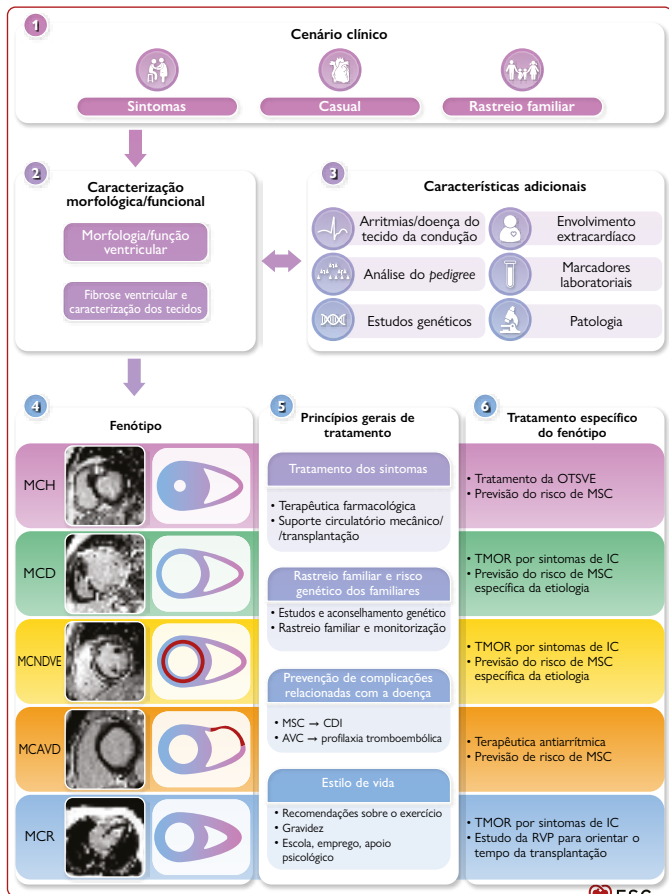 1
Cenário clínico
Sintomas
Casual
Rastreio familiar
2
Caracterização
morfológica/funcional
Morfologia/função
ventricular
Fibrose ventricular e
caracterização dos tecidos
3
Características adicionais
Arritmias/doença do
tecido da condução
Envolvimento
extracardíaco
Análise do pedigree
Marcadores
laboratoriais
Estudos genéticos
Patologia
4
Fenótipo
MCH
MCD
MCNDVE
MCAVD
MCR
5
Princípios gerais de
tratamento
Tratamento dos sintomas
• Terapêutica farmacológica
• Suporte circulatório mecânico/
/transplantação
Rastreio familiar e risco
genético dos familiares
• Estudos e aconselhamento genético
• Rastreio familiar e monitorização
Prevenção de complicações
relacionadas com a doença
• MSC → CDI
• AVC → profilaxia tromboembólica
Estilo de vida
• Recomendações sobre o exercício
• Gravidez
• Escola, emprego, apoio
psicológico
6
Tratamento específico
do fenótipo
• Tratamento da OTSVE
• Previsão do risco de MSC
• TMOR por sintomas de IC
• Previsão do risco de MSC
específica da etiologia
• TMOR por sintomas de IC
• Previsão do risco de MSC
específica da etiologia
• Terapêutica antiarrítmica
• Previsão de risco de MSC
• TMOR por sintomas de IC
• Estudo da RVP para orientar o
tempo da transplantação
ESC